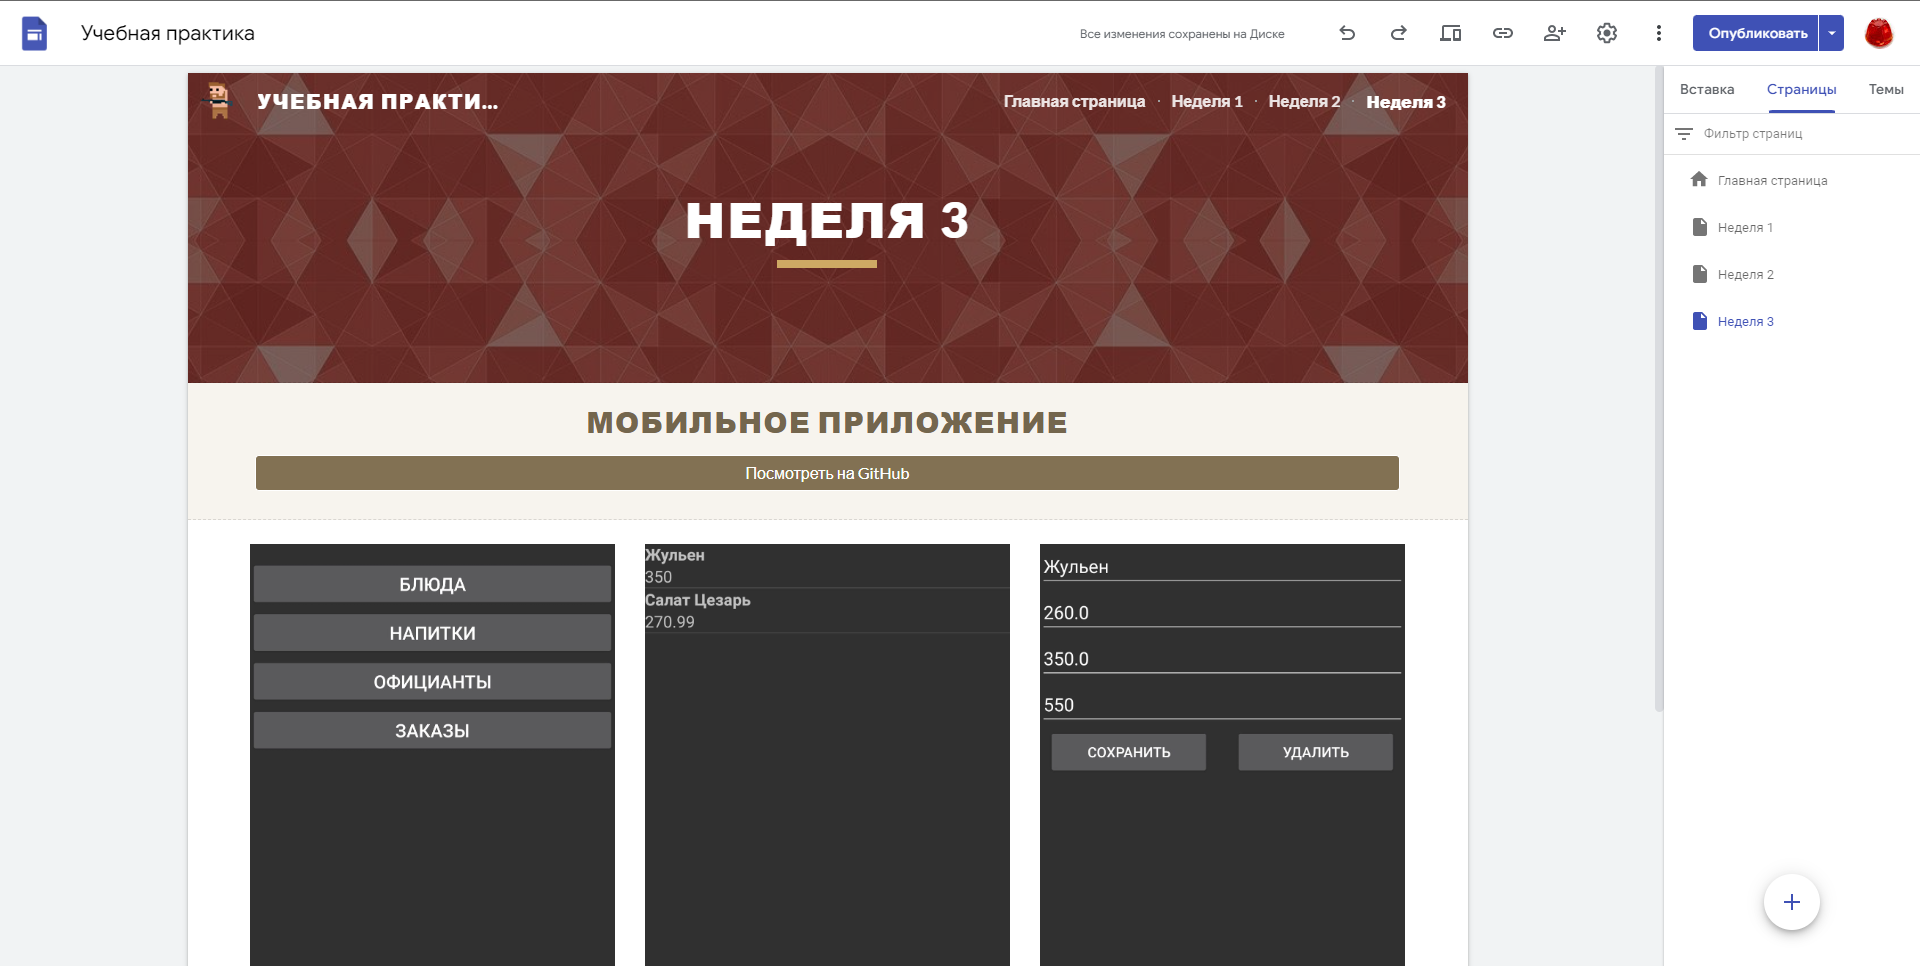 Учебная практика
Все изменения сохранены на Диске
Опубликовать
УЧЕБНАЯ ПРАКТИ...
Главная страница · Неделя 1 · Неделя 2 · Неделя 3
НЕДЕЛЯ 3
МОБИЛЬНОЕ ПРИЛОЖЕНИЕ
Посмотреть на GitHub
БЛЮДА
НАПИТКИ
ОФИЦИАНТЫ
ЗАКАЗЫ
Жульен
350
Салат Цезарь
270.99
Жульен
260.0
350.0
550
СОХРАНИТЬ УДАЛИТЬ
Вставка Страницы Темы
Фильтр страниц
Главная страница
Неделя 1
Неделя 2
Неделя 3